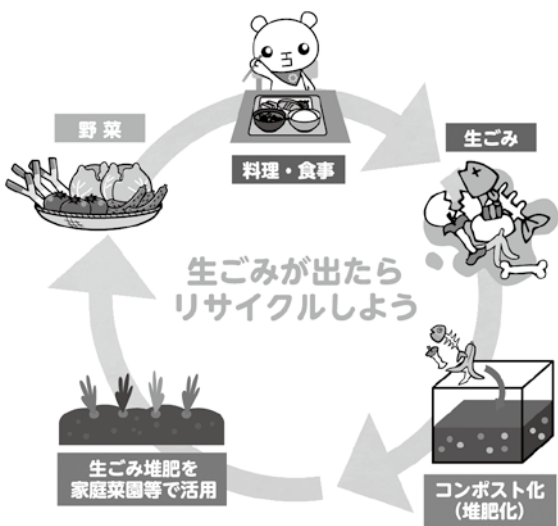 エコ
料理・食事
生ごみ
コンポスト化
(堆肥化)
生ごみ堆肥を
家庭菜園等で活用
野菜
生ごみが出たら
リサイクルしよう